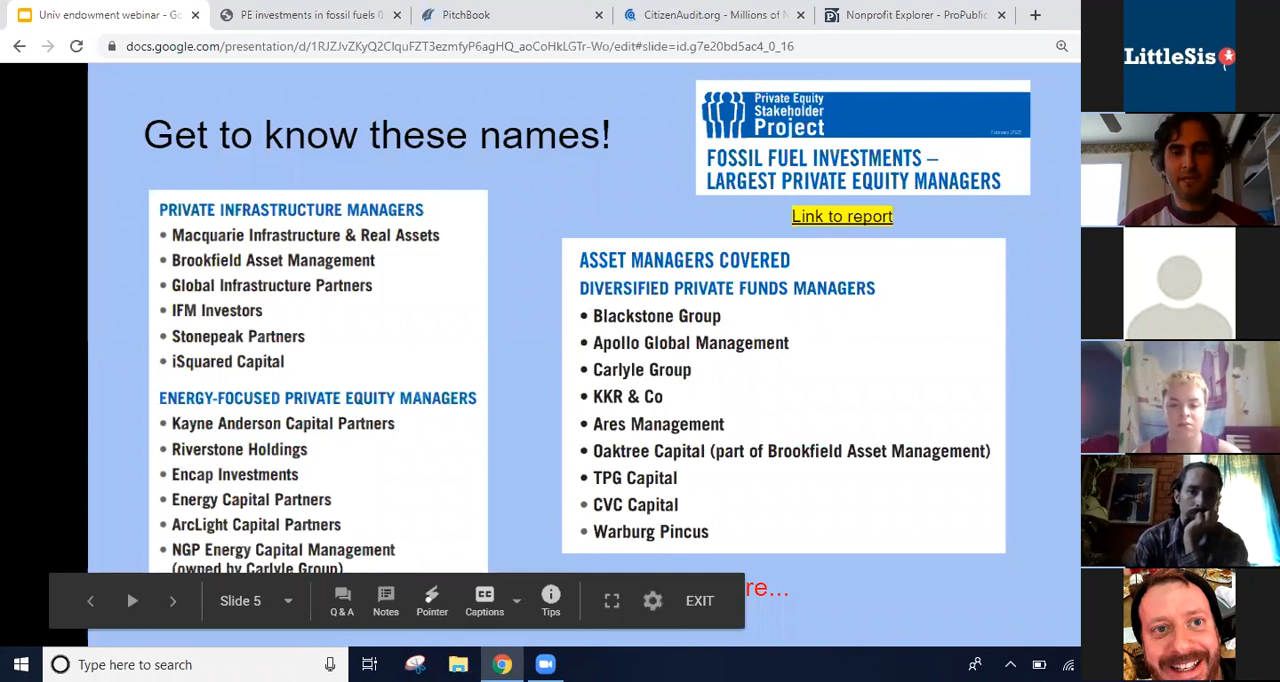 Univ endowment webinar - Go
PE investments in fossil fuels 0
PitchBook
CitizenAudit.org - Millions of N
Nonprofit Explorer - ProPublic
docs.google.com/presentation/d/1RJZJvZKyQ2ClquFZT3ezmfyP6agHQ_aoCoHkLGTr-Wo/edit#slide=id.g7e20bd5ac4_0_16
LittleSis
Get to know these names!
Private Equity
Stakeholder
Project
FOSSIL FUEL INVESTMENTS –
LARGEST PRIVATE EQUITY MANAGERS
Link to report
PRIVATE INFRASTRUCTURE MANAGERS
• Macquarie Infrastructure & Real Assets
• Brookfield Asset Management
• Global Infrastructure Partners
• IFM Investors
• Stonepeak Partners
• iSquared Capital
ENERGY-FOCUSED PRIVATE EQUITY MANAGERS
• Kayne Anderson Capital Partners
• Riverstone Holdings
• Encap Investments
• Energy Capital Partners
• ArcLight Capital Partners
• NGP Energy Capital Management
(owned by Carlyle Group)
ASSET MANAGERS COVERED
DIVERSIFIED PRIVATE FUNDS MANAGERS
• Blackstone Group
• Apollo Global Management
• Carlyle Group
• KKR & Co
• Ares Management
• Oaktree Capital (part of Brookfield Asset Management)
• TPG Capital
• CVC Capital
• Warburg Pincus
re...
Slide 5
Q & A
Notes
Pointer
Captions
Tips
EXIT
Type here to search